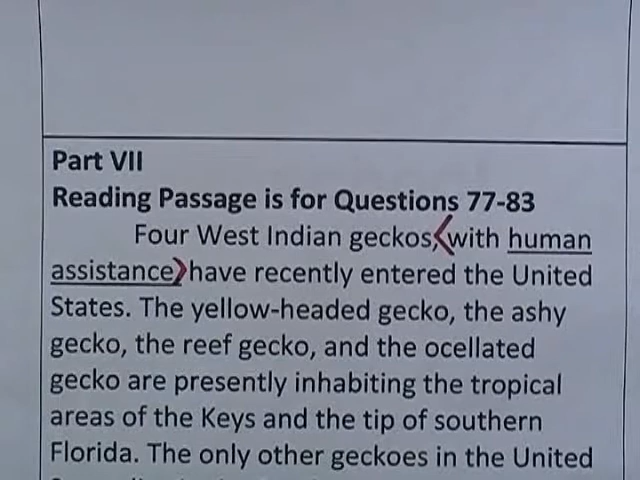 Part VII
Reading Passage is for Questions 77-83
Four West Indian geckos, with human
assistance, have recently entered the United
States. The yellow-headed gecko, the ashy
gecko, the reef gecko, and the ocellated
gecko are presently inhabiting the tropical
areas of the Keys and the tip of southern
Florida. The only other geckoes in the United